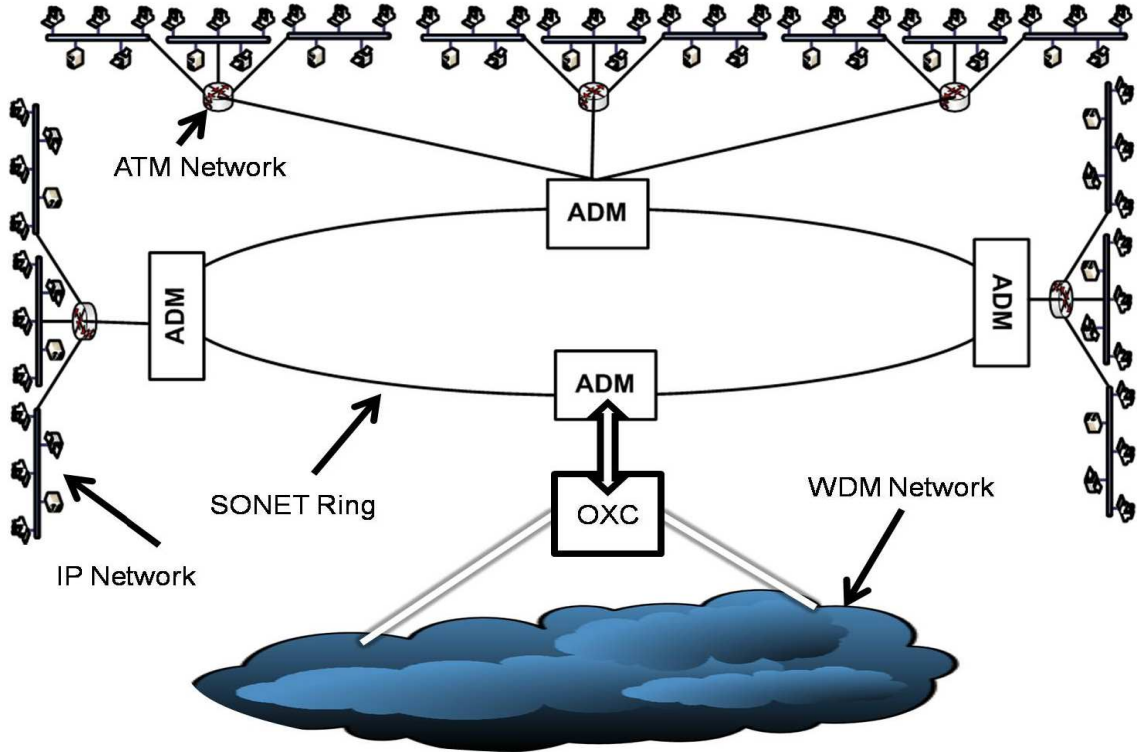 ATM Network
ADM
ADM
ADM
ADM
SONET Ring
OXC
WDM Network
IP Network